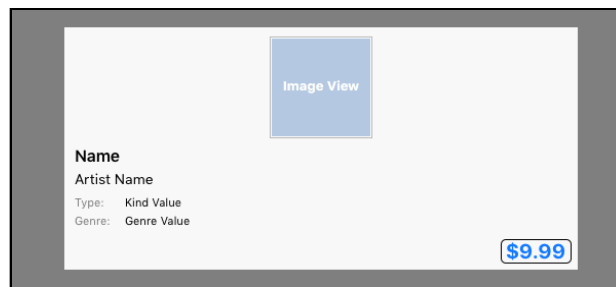 Image View
Name
Artist Name
Type: Kind Value
Genre: Genre Value
$9.99